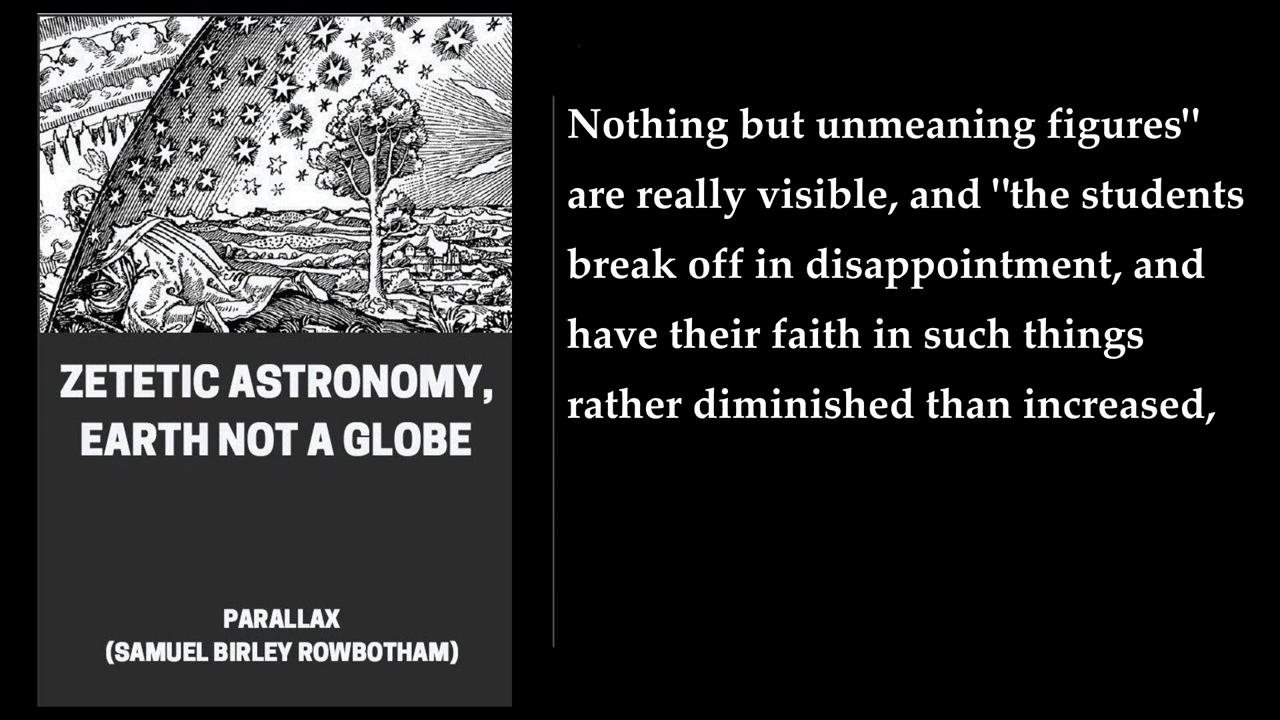 ZETETIC ASTRONOMY,
EARTH NOT A GLOBE
PARALLAX
(SAMUEL BIRLEY ROWBOTHAM)
Nothing but unmeaning figures"
are really visible, and "the students
break off in disappointment, and
have their faith in such things
rather diminished than increased,